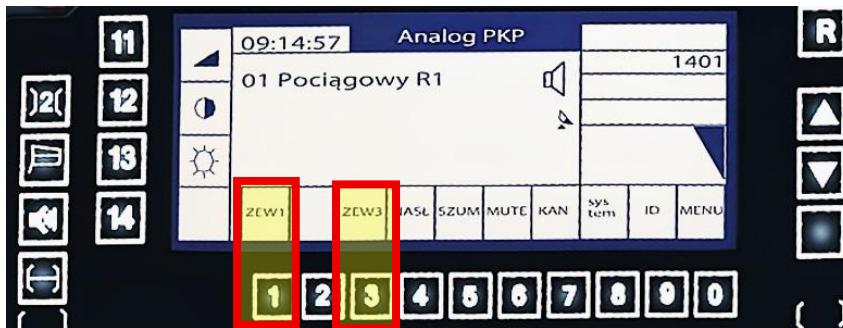 11
R
09:14:57 Analog PKP
1401
01 Pociągowy R1
)2(
12
13
14
ZEW1 ZEW3 NASŁ SZUM MUTE KAN sys tem ID MENU
1 2 3 4 5 6 7 8 9 0